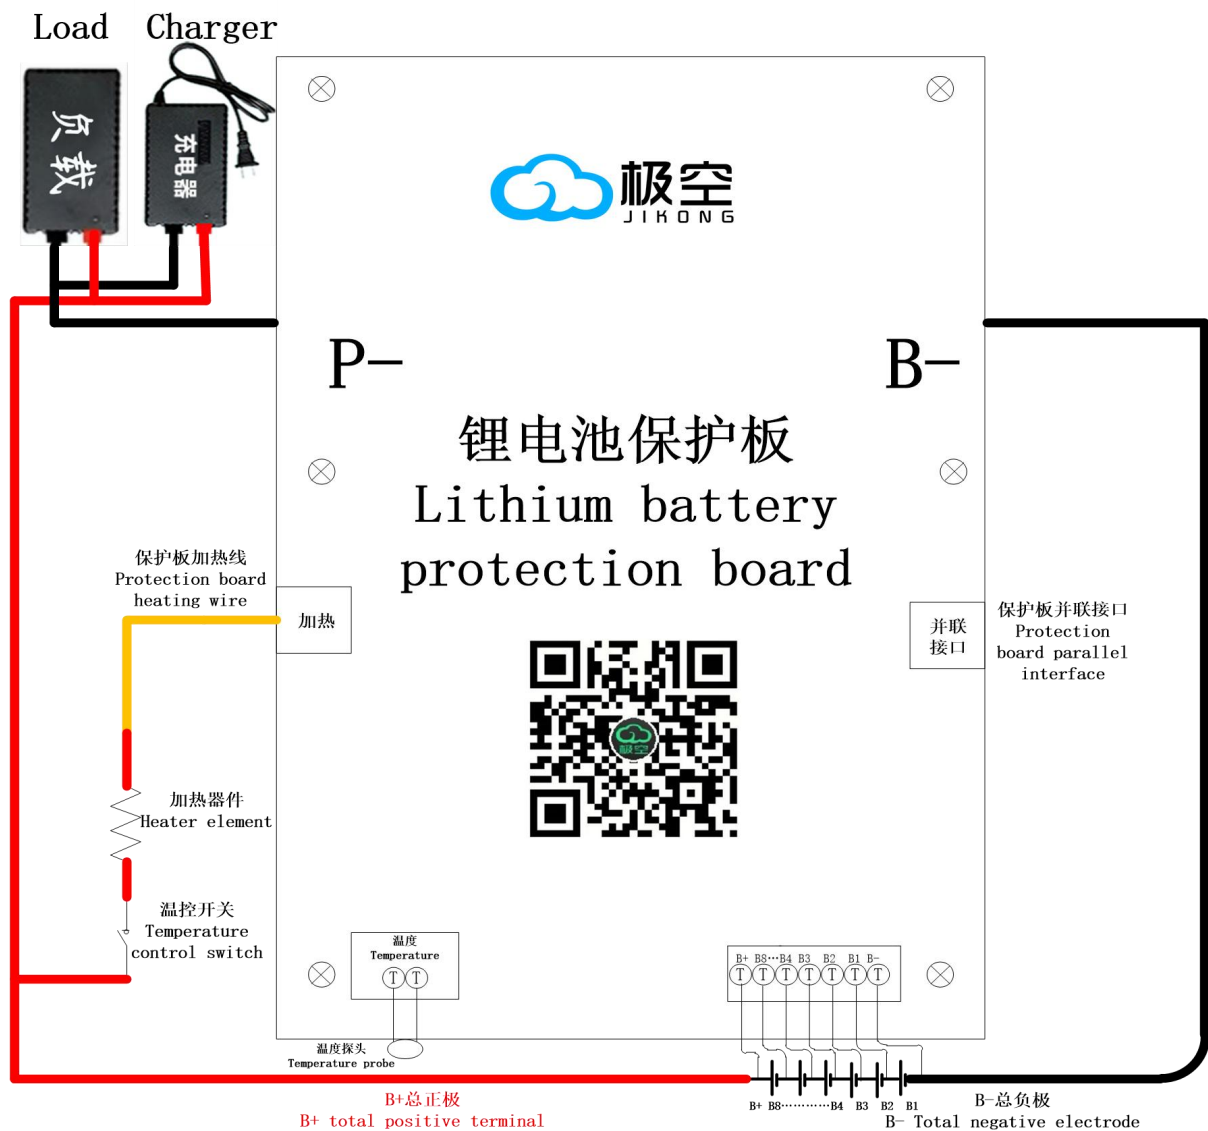 Load
Charger
负载
充电器
极空
JIKONG
P-
B-
锂电池保护板
Lithium battery
protection board
保护板加热线
Protection board
heating wire
加热
并联
接口
保护板并联接口
Protection
board parallel
interface
极空
加热器件
Heater element
温控开关
Temperature
control switch
温度
Temperature
T T
B+ B8…B4 B3 B2 B1 B-
T T T T T T T
温度探头
Temperature probe
B+ B8…………B4 B3 B2 B1
B+总正极
B+ total positive terminal
B-总负极
B- Total negative electrode